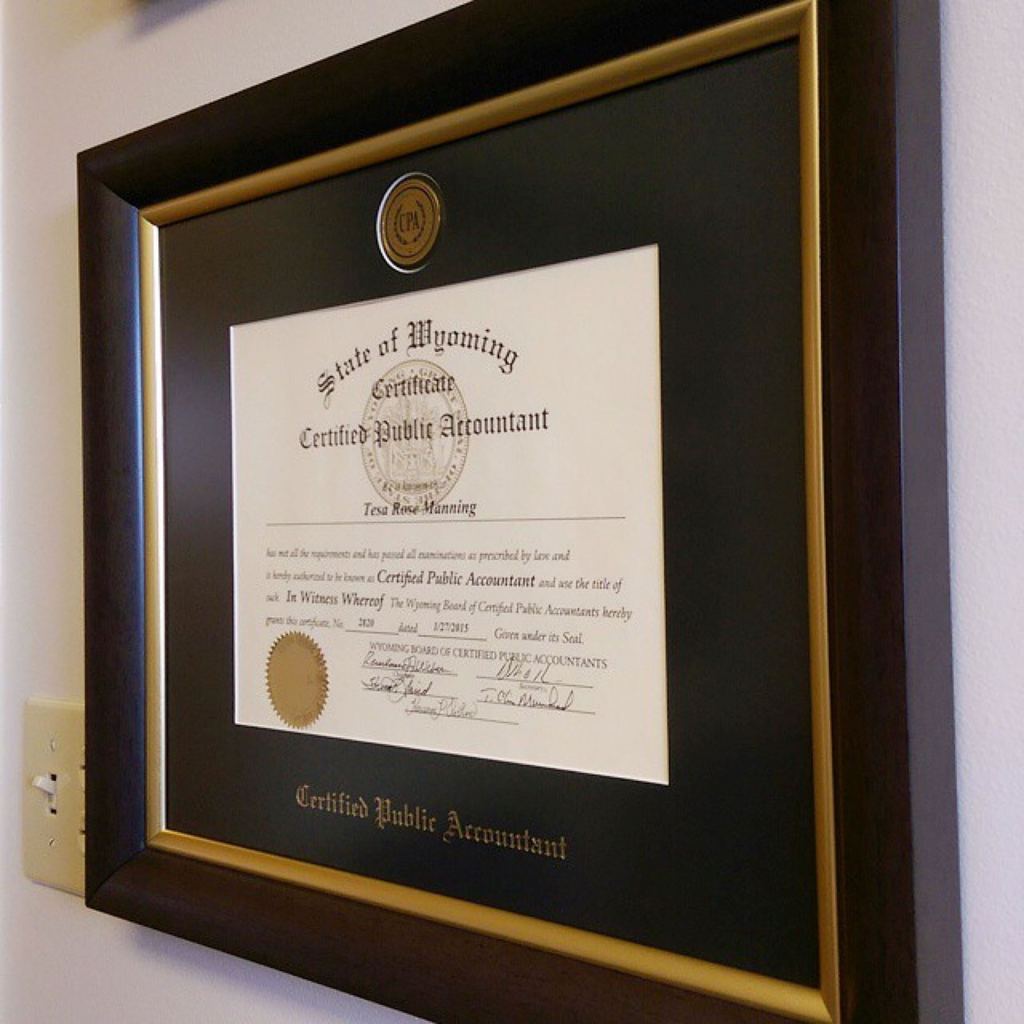 CPA
State of Wyoming
Certificate
Certified Public Accountant
Tesa Rose Manning
has met all the requirements and has passed all examinations as prescribed by law and
is hereby authorized to be known as Certified Public Accountant and use the title of
such. In Witness Whereof The Wyoming Board of Certified Public Accountants hereby
grants this certificate, No. 2820 dated 1/27/2015 Given under its Seal.
WYOMING BOARD OF CERTIFIED PUBLIC ACCOUNTANTS
Certified Public Accountant